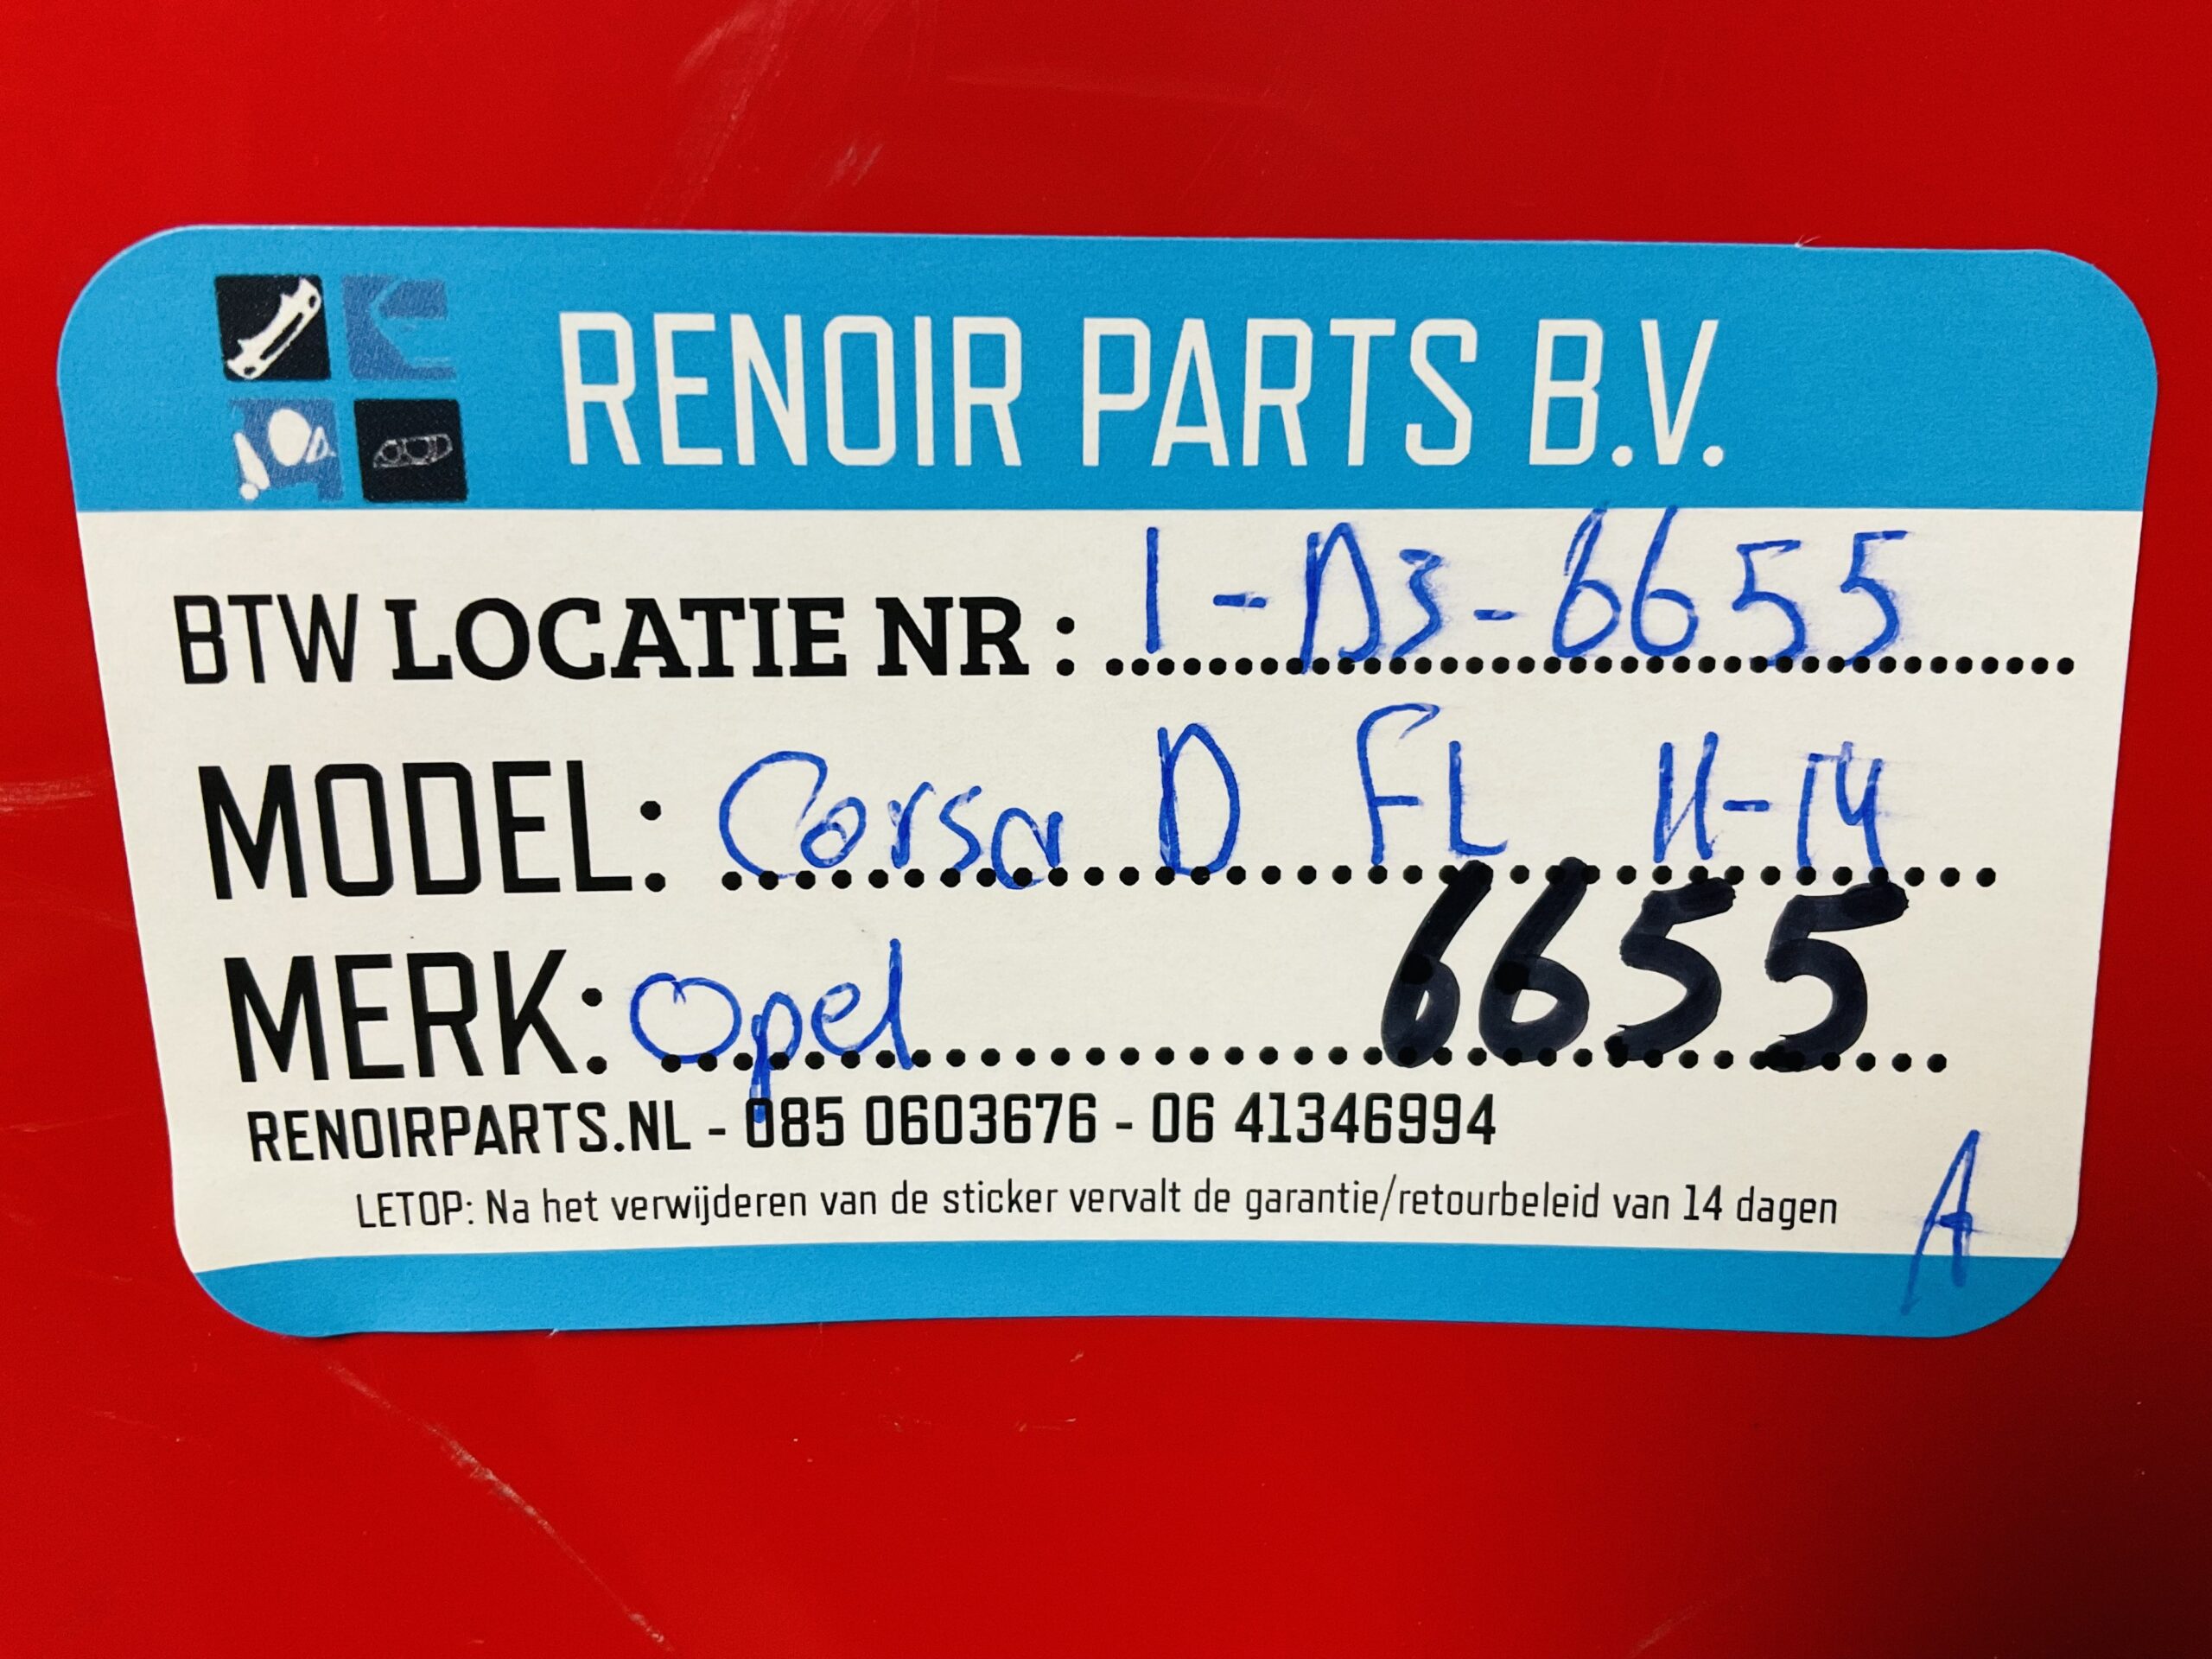 RENOIR PARTS B.V.
BTW LOCATIE NR : 1-D3-6655
MODEL: Corsa D FL 11-14
MERK: Opel 6655
RENOIRPARTS.NL - 085 0603676 - 06 41346994
LETOP: Na het verwijderen van de sticker vervalt de garantie/retourbeleid van 14 dagen
A